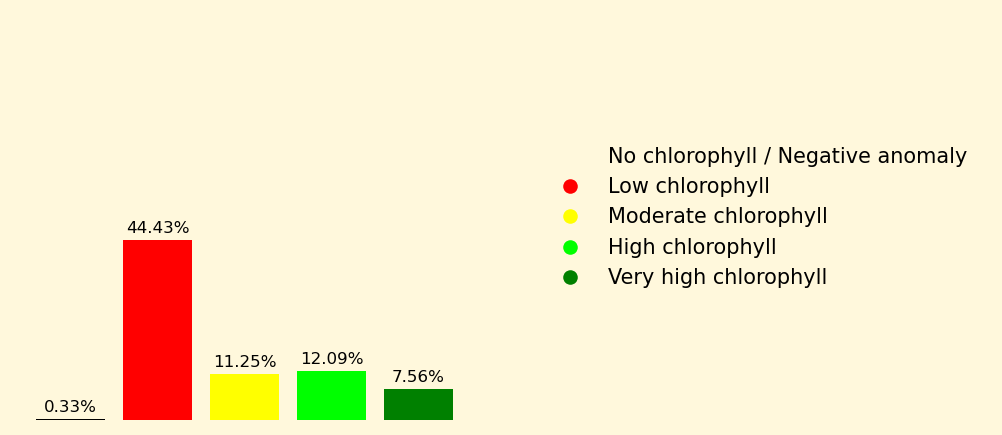 No chlorophyll / Negative anomaly
Low chlorophyll
Moderate chlorophyll
High chlorophyll
Very high chlorophyll
44.43%
11.25%
12.09%
7.56%
0.33%